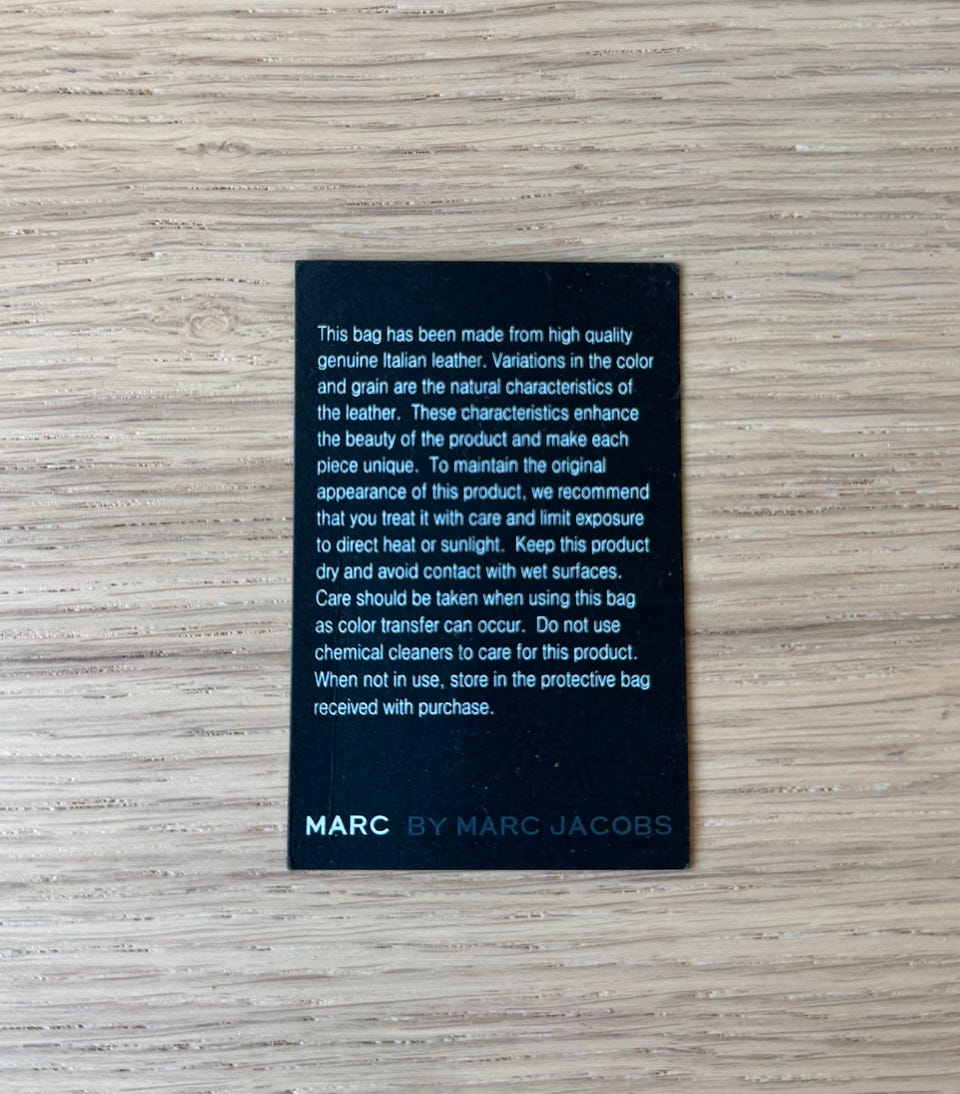 This bag has been made from high quality
genuine Italian leather. Variations in the color
and grain are the natural characteristics of
the leather.  These characteristics enhance
the beauty of the product and make each
piece unique.  To maintain the original
appearance of this product, we recommend
that you treat it with care and limit exposure
to direct heat or sunlight.  Keep this product
dry and avoid contact with wet surfaces.
Care should be taken when using this bag
as color transfer can occur.  Do not use
chemical cleaners to care for this product.
When not in use, store in the protective bag
received with purchase.
MARC BY MARC JACOBS